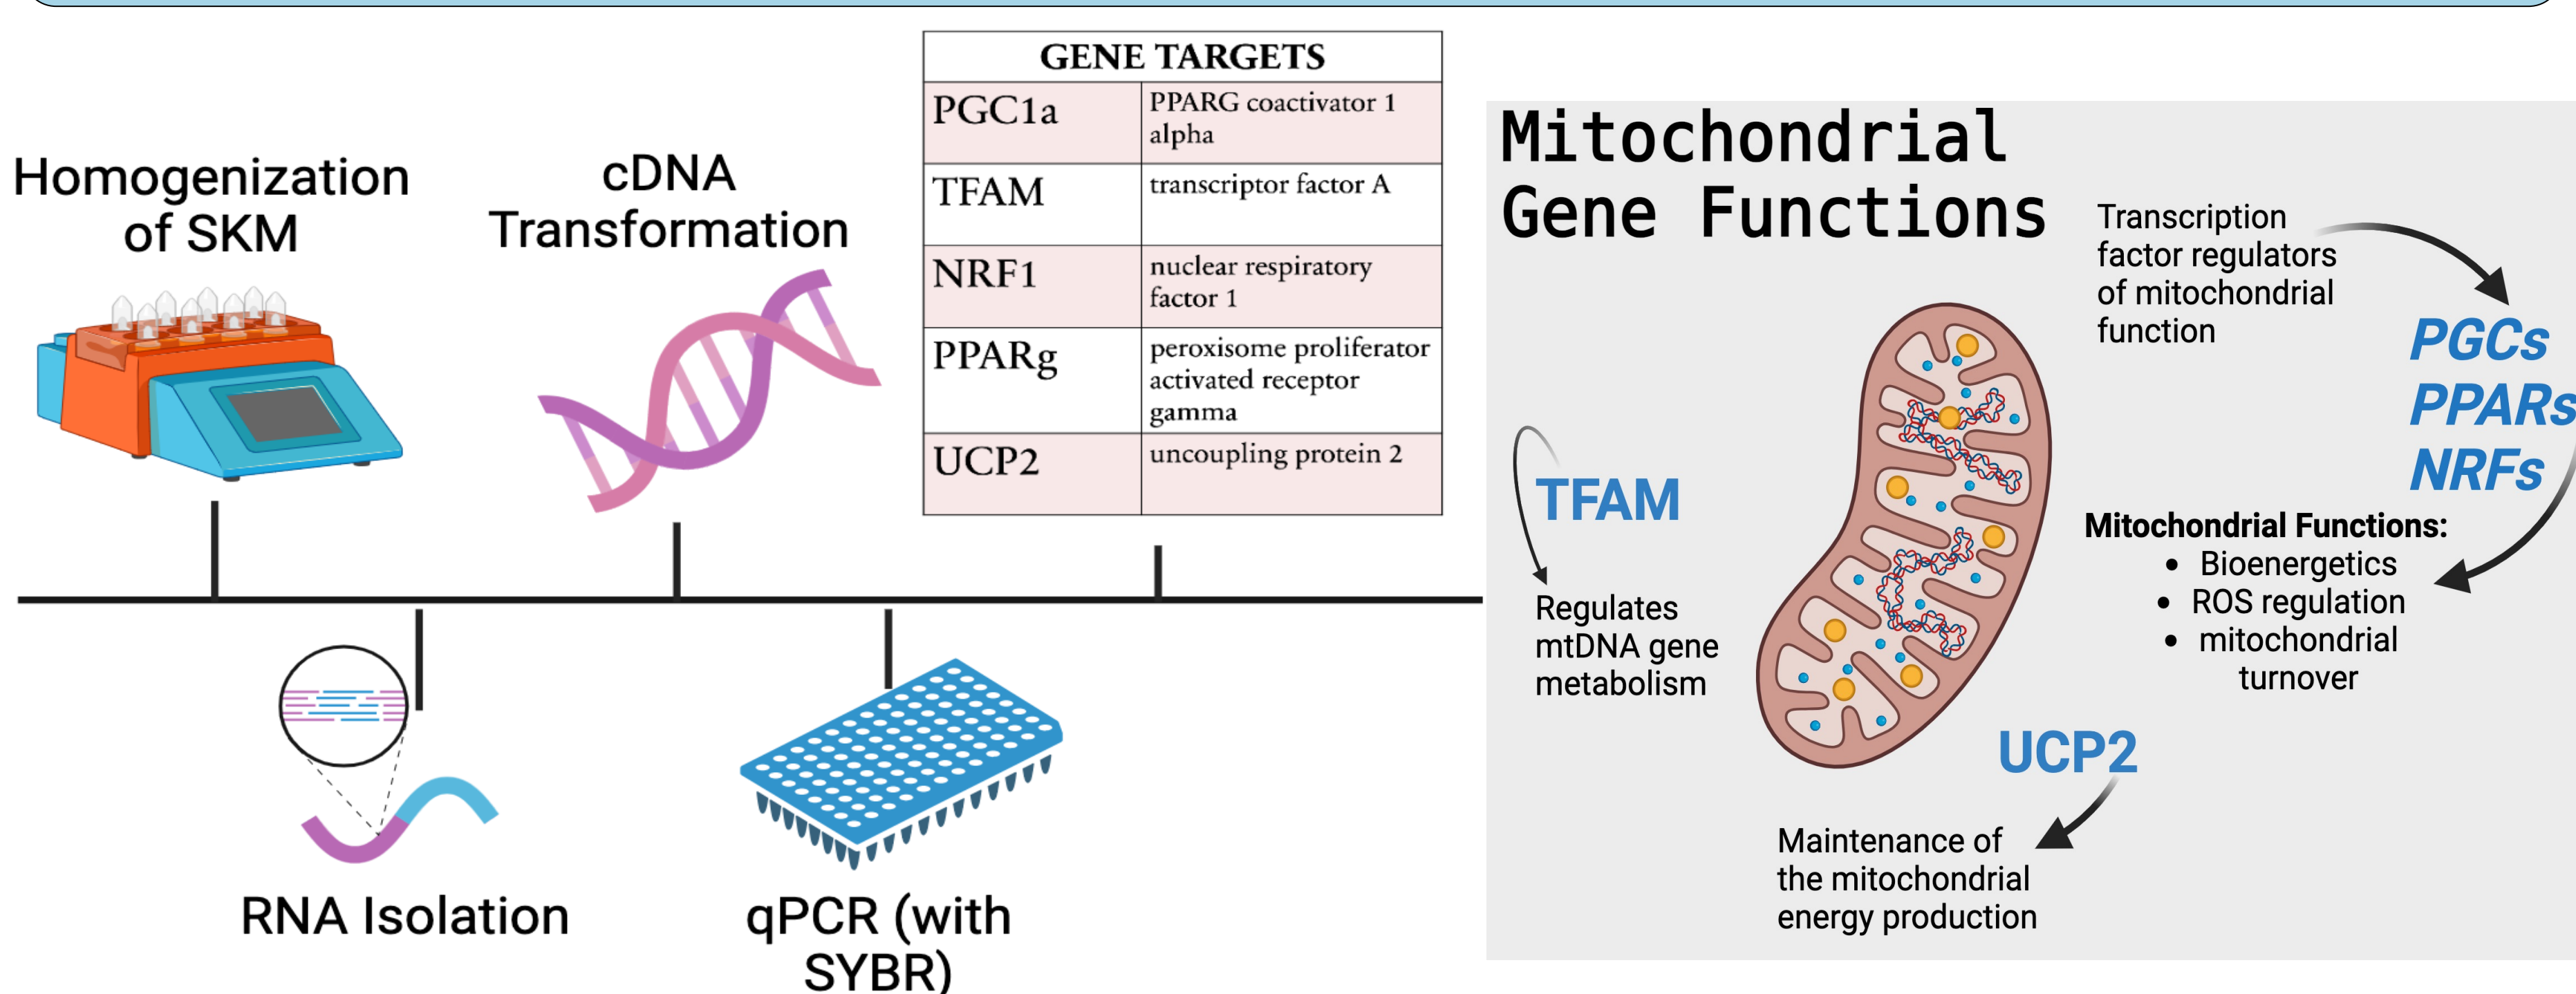 Homogenization
of SKM
cDNA
Transformation
RNA Isolation
qPCR (with
SYBR)
GENE TARGETS
PGC1a
PPARG coactivator 1
alpha
TFAM
transcriptor factor A
NRF1
nuclear respiratory
factor 1
PPARg
peroxisome proliferator
activated receptor
gamma
UCP2
uncoupling protein 2
Mitochondrial
Gene Functions
Transcription
factor regulators
of mitochondrial
function
PGCs
PPARs
NRFs
Mitochondrial Functions:
• Bioenergetics
• ROS regulation
• mitochondrial
turnover
TFAM
Regulates
mtDNA gene
metabolism
UCP2
Maintenance of
the mitochondrial
energy production